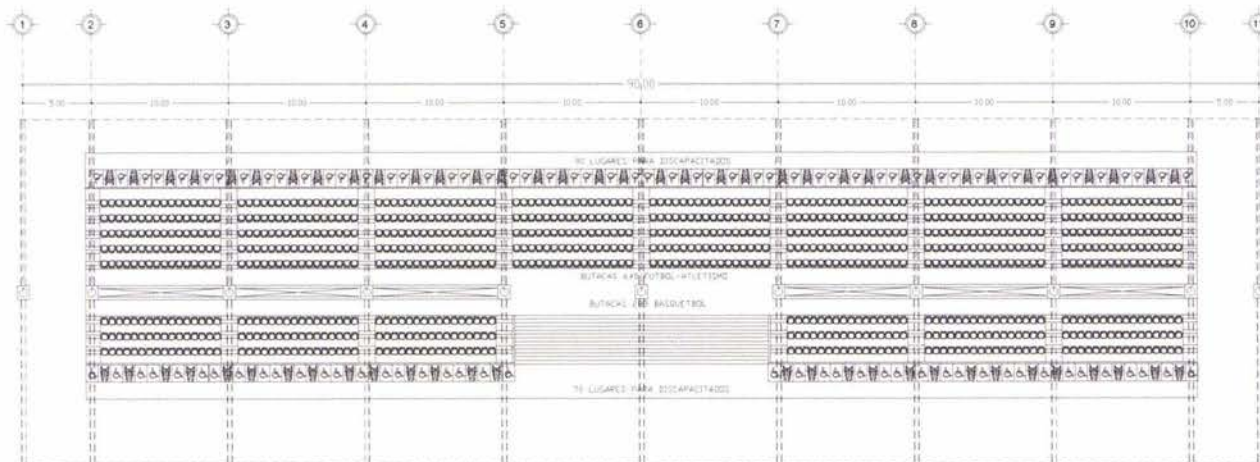 1 2 3 4 5 6 7 8 9 10 1
90.00
5.00 10.00 10.00 10.00 10.00 10.00 10.00 10.00 10.00 5.00
90 LUGARES PARA DISCAPACITADOS
BUTACAS FUTBOL-ATLETISMO
BUTACAS BASQUETBOL
70 LUGARES PARA DISCAPACITADOS